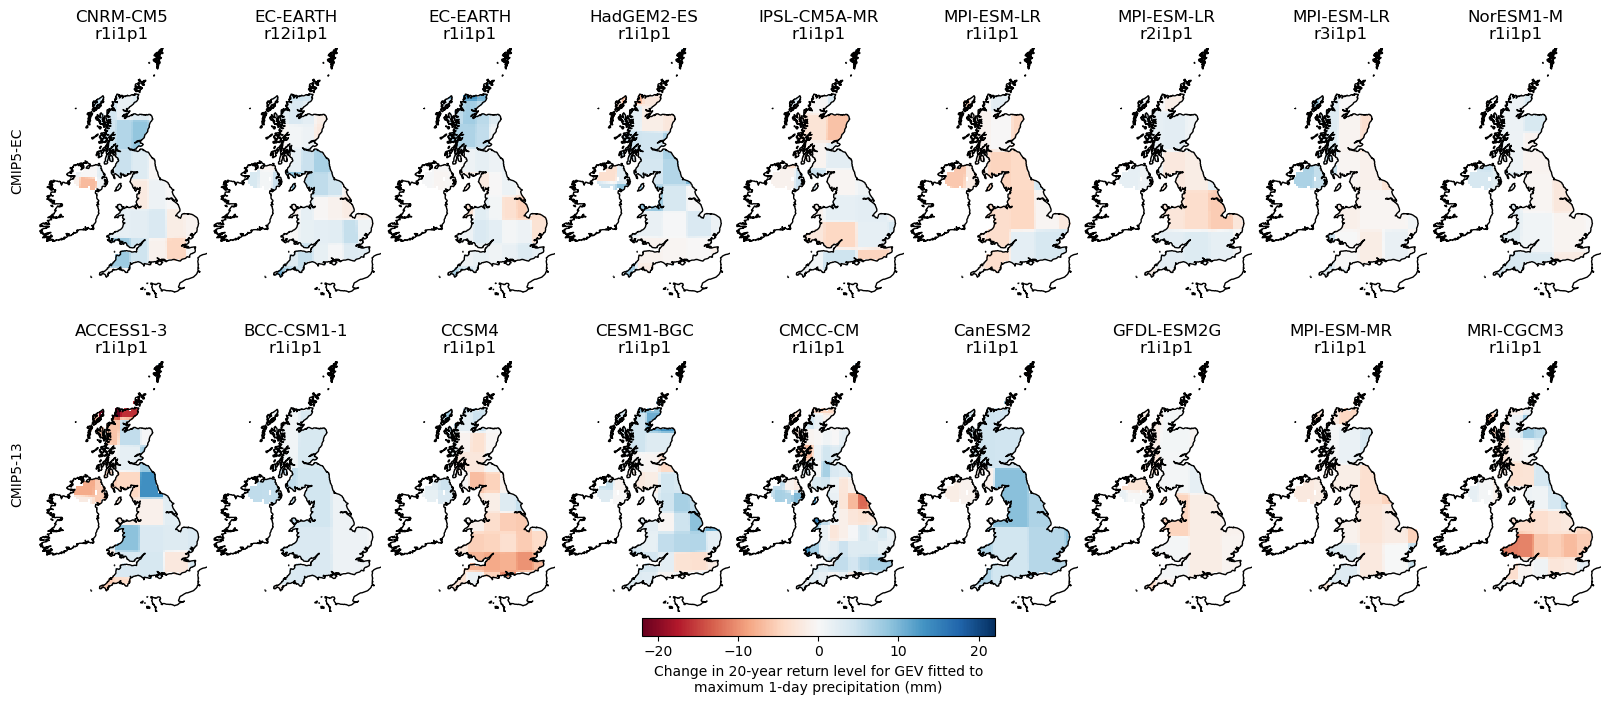 CNRM-CM5 EC-EARTH EC-EARTH HadGEM2-ES IPSL-CM5A-MR MPI-ESM-LR MPI-ESM-LR MPI-ESM-LR NorESM1-M
r1i1p1 r12i1p1 r1i1p1 r1i1p1 r1i1p1 r1i1p1 r2i1p1 r3i1p1 r1i1p1
CMIP5-EC
ACCESS1-3 BCC-CSM1-1 CCSM4 CESM1-BGC CMCC-CM CanESM2 GFDL-ESM2G MPI-ESM-MR MRI-CGCM3
r1i1p1 r1i1p1 r1i1p1 r1i1p1 r1i1p1 r1i1p1 r1i1p1 r1i1p1 r1i1p1
CMIP5-13
−20 −10 0 10 20
Change in 20-year return level for GEV fitted to
maximum 1-day precipitation (mm)